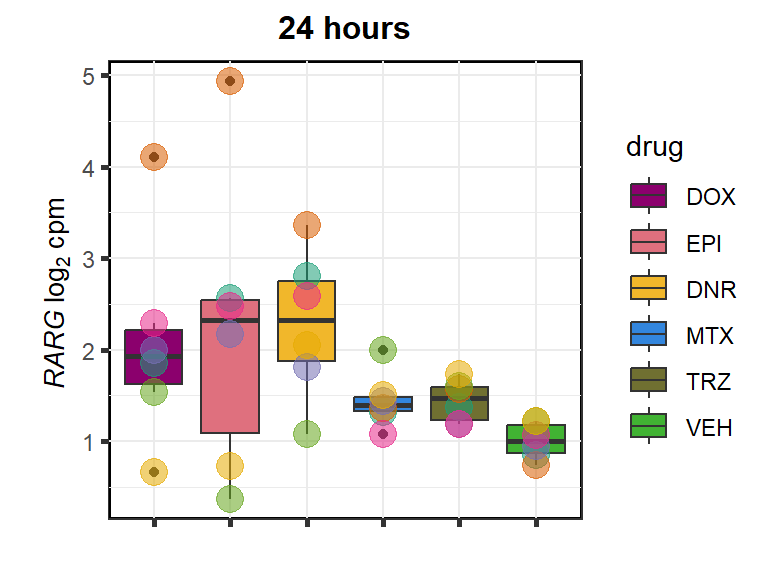 24 hours
RARG log₂ cpm
5
4
3
2
1
drug
DOX
EPI
DNR
MTX
TRZ
VEH